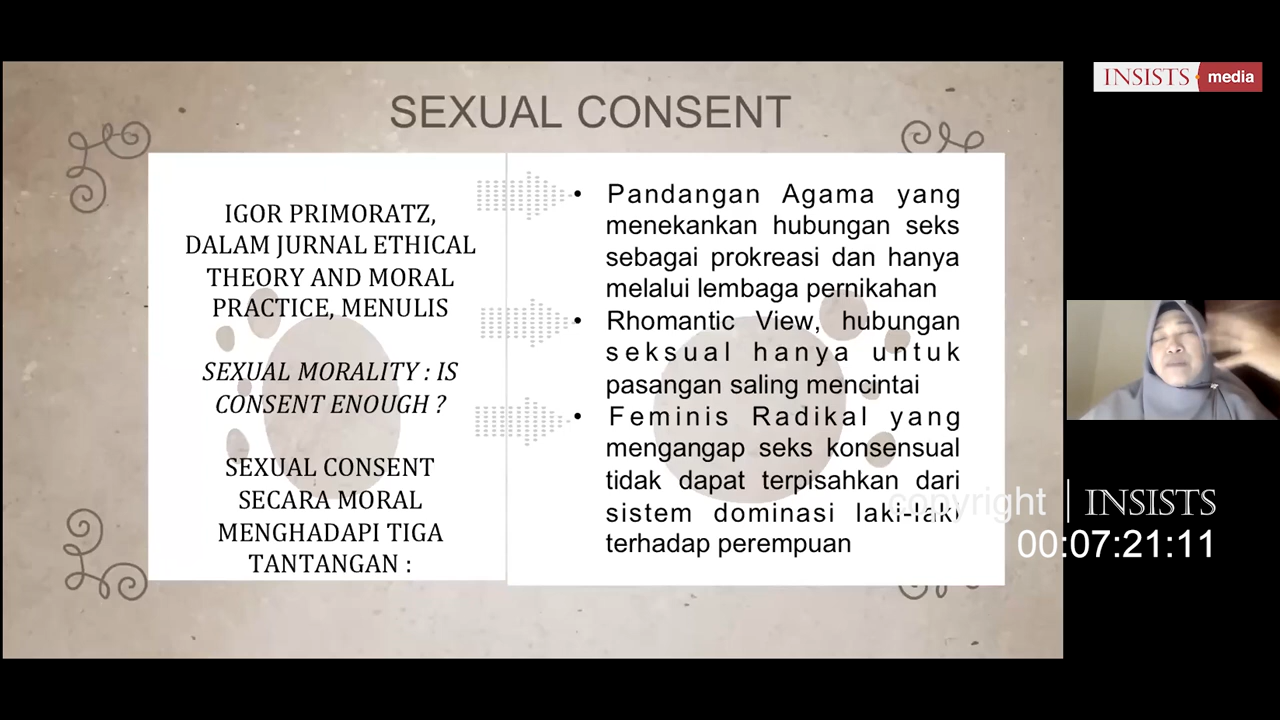 INSISTS media
SEXUAL CONSENT
IGOR PRIMORATZ,
DALAM JURNAL ETHICAL
THEORY AND MORAL
PRACTICE, MENULIS
SEXUAL MORALITY : IS
CONSENT ENOUGH ?
SEXUAL CONSENT
SECARA MORAL
MENGHADAPI TIGA
TANTANGAN :
• Pandangan Agama yang
menekankan hubungan seks
sebagai prokreasi dan hanya
melalui lembaga pernikahan
• Rhomantic View, hubungan
seksual hanya untuk
pasangan saling mencintai
• Feminis Radikal yang
mengangap seks konsensual
tidak dapat terpisahkan dari
sistem dominasi laki-laki
terhadap perempuan
copyright | INSISTS
00:07:21:11